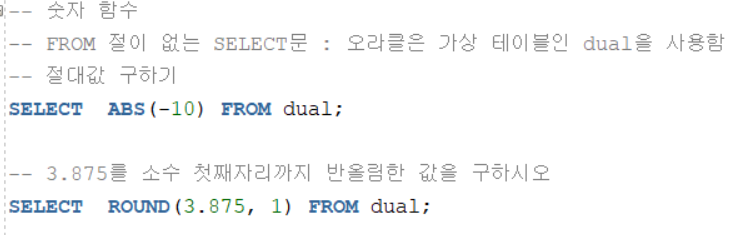 -- 숫자 함수
-- FROM 절이 없는 SELECT문 : 오라클은 가상 테이블인 dual을 사용함
-- 절대값 구하기
SELECT  ABS(-10) FROM dual;
-- 3.875를 소수 첫째자리까지 반올림한 값을 구하시오
SELECT  ROUND(3.875, 1) FROM dual;